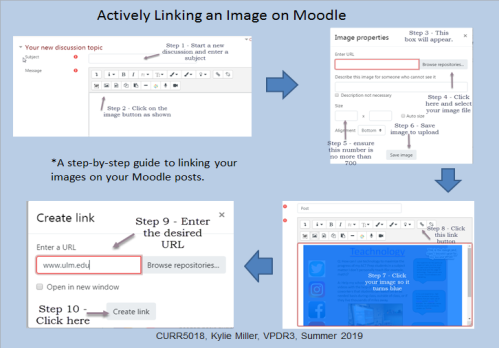 Actively Linking an Image on Moodle
Your new discussion topic
Subject
Step 1 - Start a new
discussion and enter a
subject
Message
Step 2 - Click on the
image button as shown
Image properties
Step 3 - This
box will appear.
Enter URL
Browse repositories...
Describe this image for someone who cannot see it
Step 4 - Click
here and select
your image file
Description not necessary
Size
x
Auto size
Step 6 - Save
image to upload
Alignment
Bottom
Step 5 - ensure
this number is
no more than
700
Save image
*A step-by-step guide to linking your
images on your Moodle posts.
Post
Step 8 - Click
this link
button
Teachnology
Step 7 - Click
your image so it
turns blue
Create link
Step 9 - Enter
the desired
URL
Enter a URL
www.ulm.edu
Browse repositories...
Open in new window
Step 10 -
Click here
Create link
CURR5018, Kylie Miller, VPDR3, Summer 2019